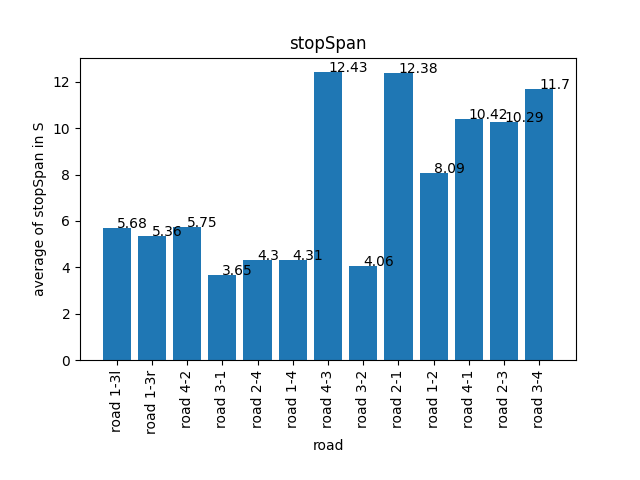 stopSpan
average of stopSpan in S
12
10
8
6
4
2
0
5.68
5.36
5.75
3.65
4.3
4.31
12.43
4.06
12.38
8.09
10.42
10.29
11.7
road 1-3l
road 1-3r
road 4-2
road 3-1
road 2-4
road 1-4
road 4-3
road 3-2
road 2-1
road 1-2
road 4-1
road 2-3
road 3-4
road